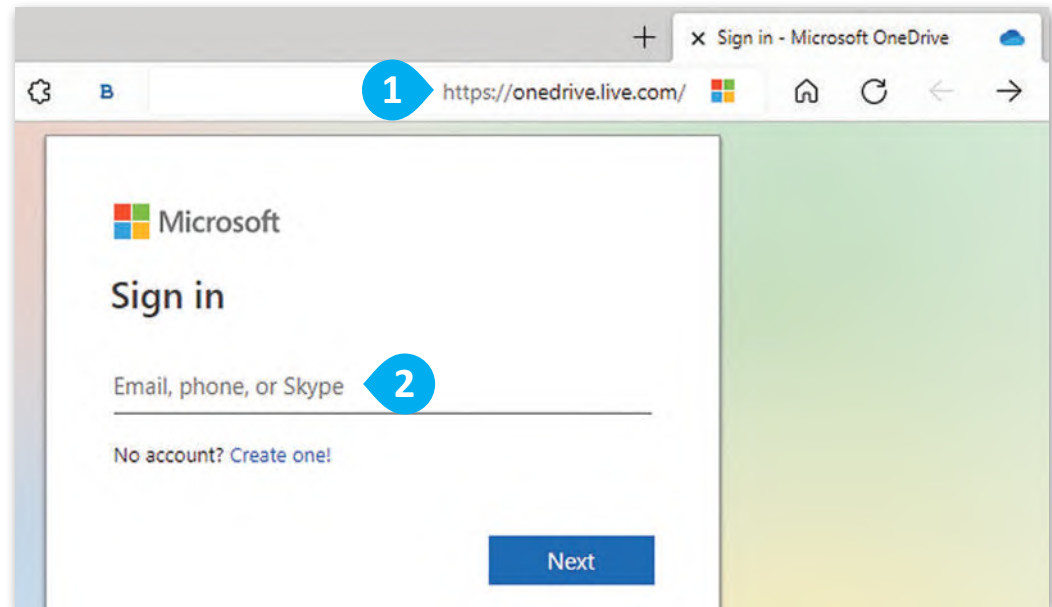 Sign in - Microsoft OneDrive
B
1 https://onedrive.live.com/
Microsoft
Sign in
Email, phone, or Skype 2
No account? Create one!
Next